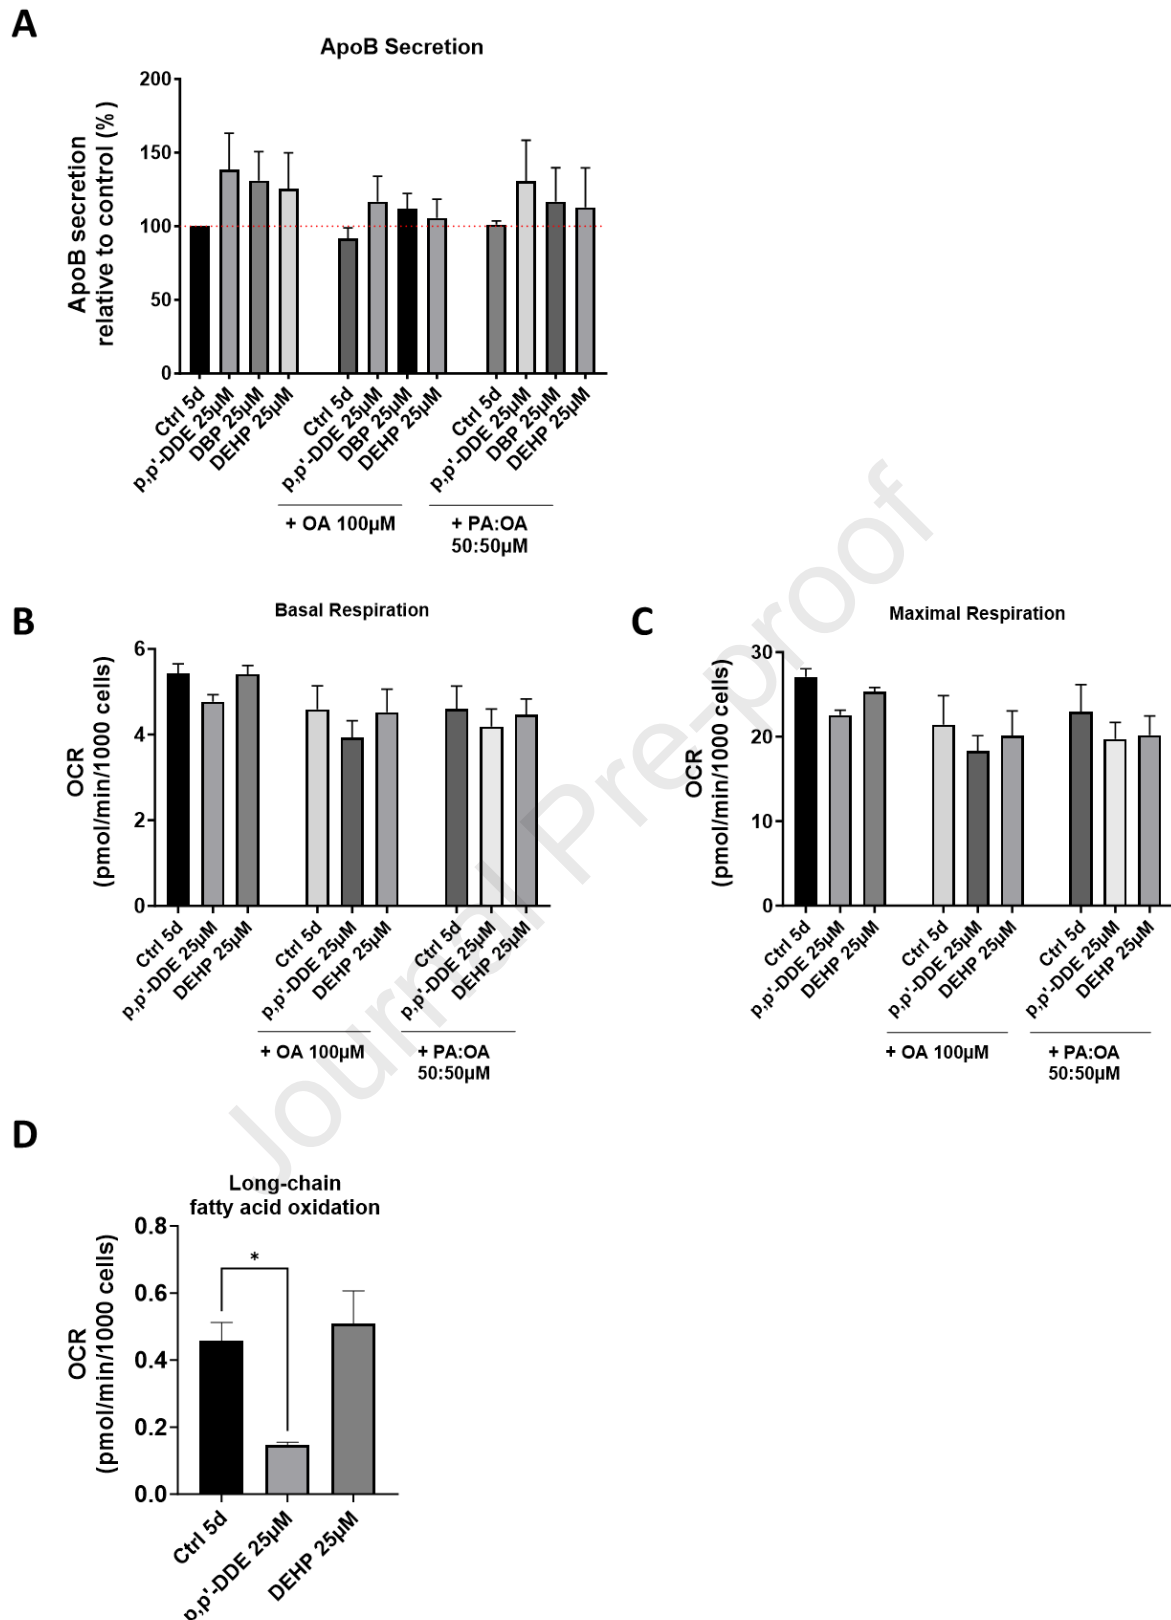 A
ApoB Secretion
ApoB secretion
relative to control (%)
200
150
100
50
0
Ctrl 5d
p,p'-DDE 25µM
DBP 25µM
DEHP 25µM
Ctrl 5d
p,p'-DDE 25µM
DBP 25µM
DEHP 25µM
Ctrl 5d
p,p'-DDE 25µM
DBP 25µM
DEHP 25µM
+ OA 100µM
+ PA:OA
50:50µM
B
Basal Respiration
OCR
(pmol/min/1000 cells)
6
4
2
0
Ctrl 5d
p,p'-DDE 25µM
DEHP 25µM
Ctrl 5d
p,p'-DDE 25µM
DEHP 25µM
Ctrl 5d
p,p'-DDE 25µM
DEHP 25µM
+ OA 100µM
+ PA:OA
50:50µM
C
Maximal Respiration
OCR
(pmol/min/1000 cells)
30
20
10
0
Ctrl 5d
p,p'-DDE 25µM
DEHP 25µM
Ctrl 5d
p,p'-DDE 25µM
DEHP 25µM
Ctrl 5d
p,p'-DDE 25µM
DEHP 25µM
+ OA 100µM
+ PA:OA
50:50µM
D
Long-chain
fatty acid oxidation
OCR
(pmol/min/1000 cells)
0.8
0.6
0.4
0.2
0.0
*
Ctrl 5d
p,p'-DDE 25µM
DEHP 25µM
Journal Pre-proof